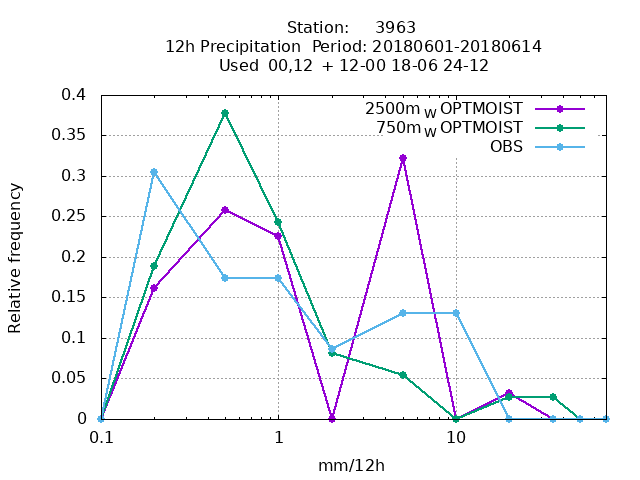 Station: 3963
12h Precipitation Period: 20180601-20180614
Used 00,12 + 12-00 18-06 24-12
2500m W OPTMOIST
750m W OPTMOIST
OBS
Relative frequency
0.4
0.35
0.3
0.25
0.2
0.15
0.1
0.05
0
0.1 1 10
mm/12h